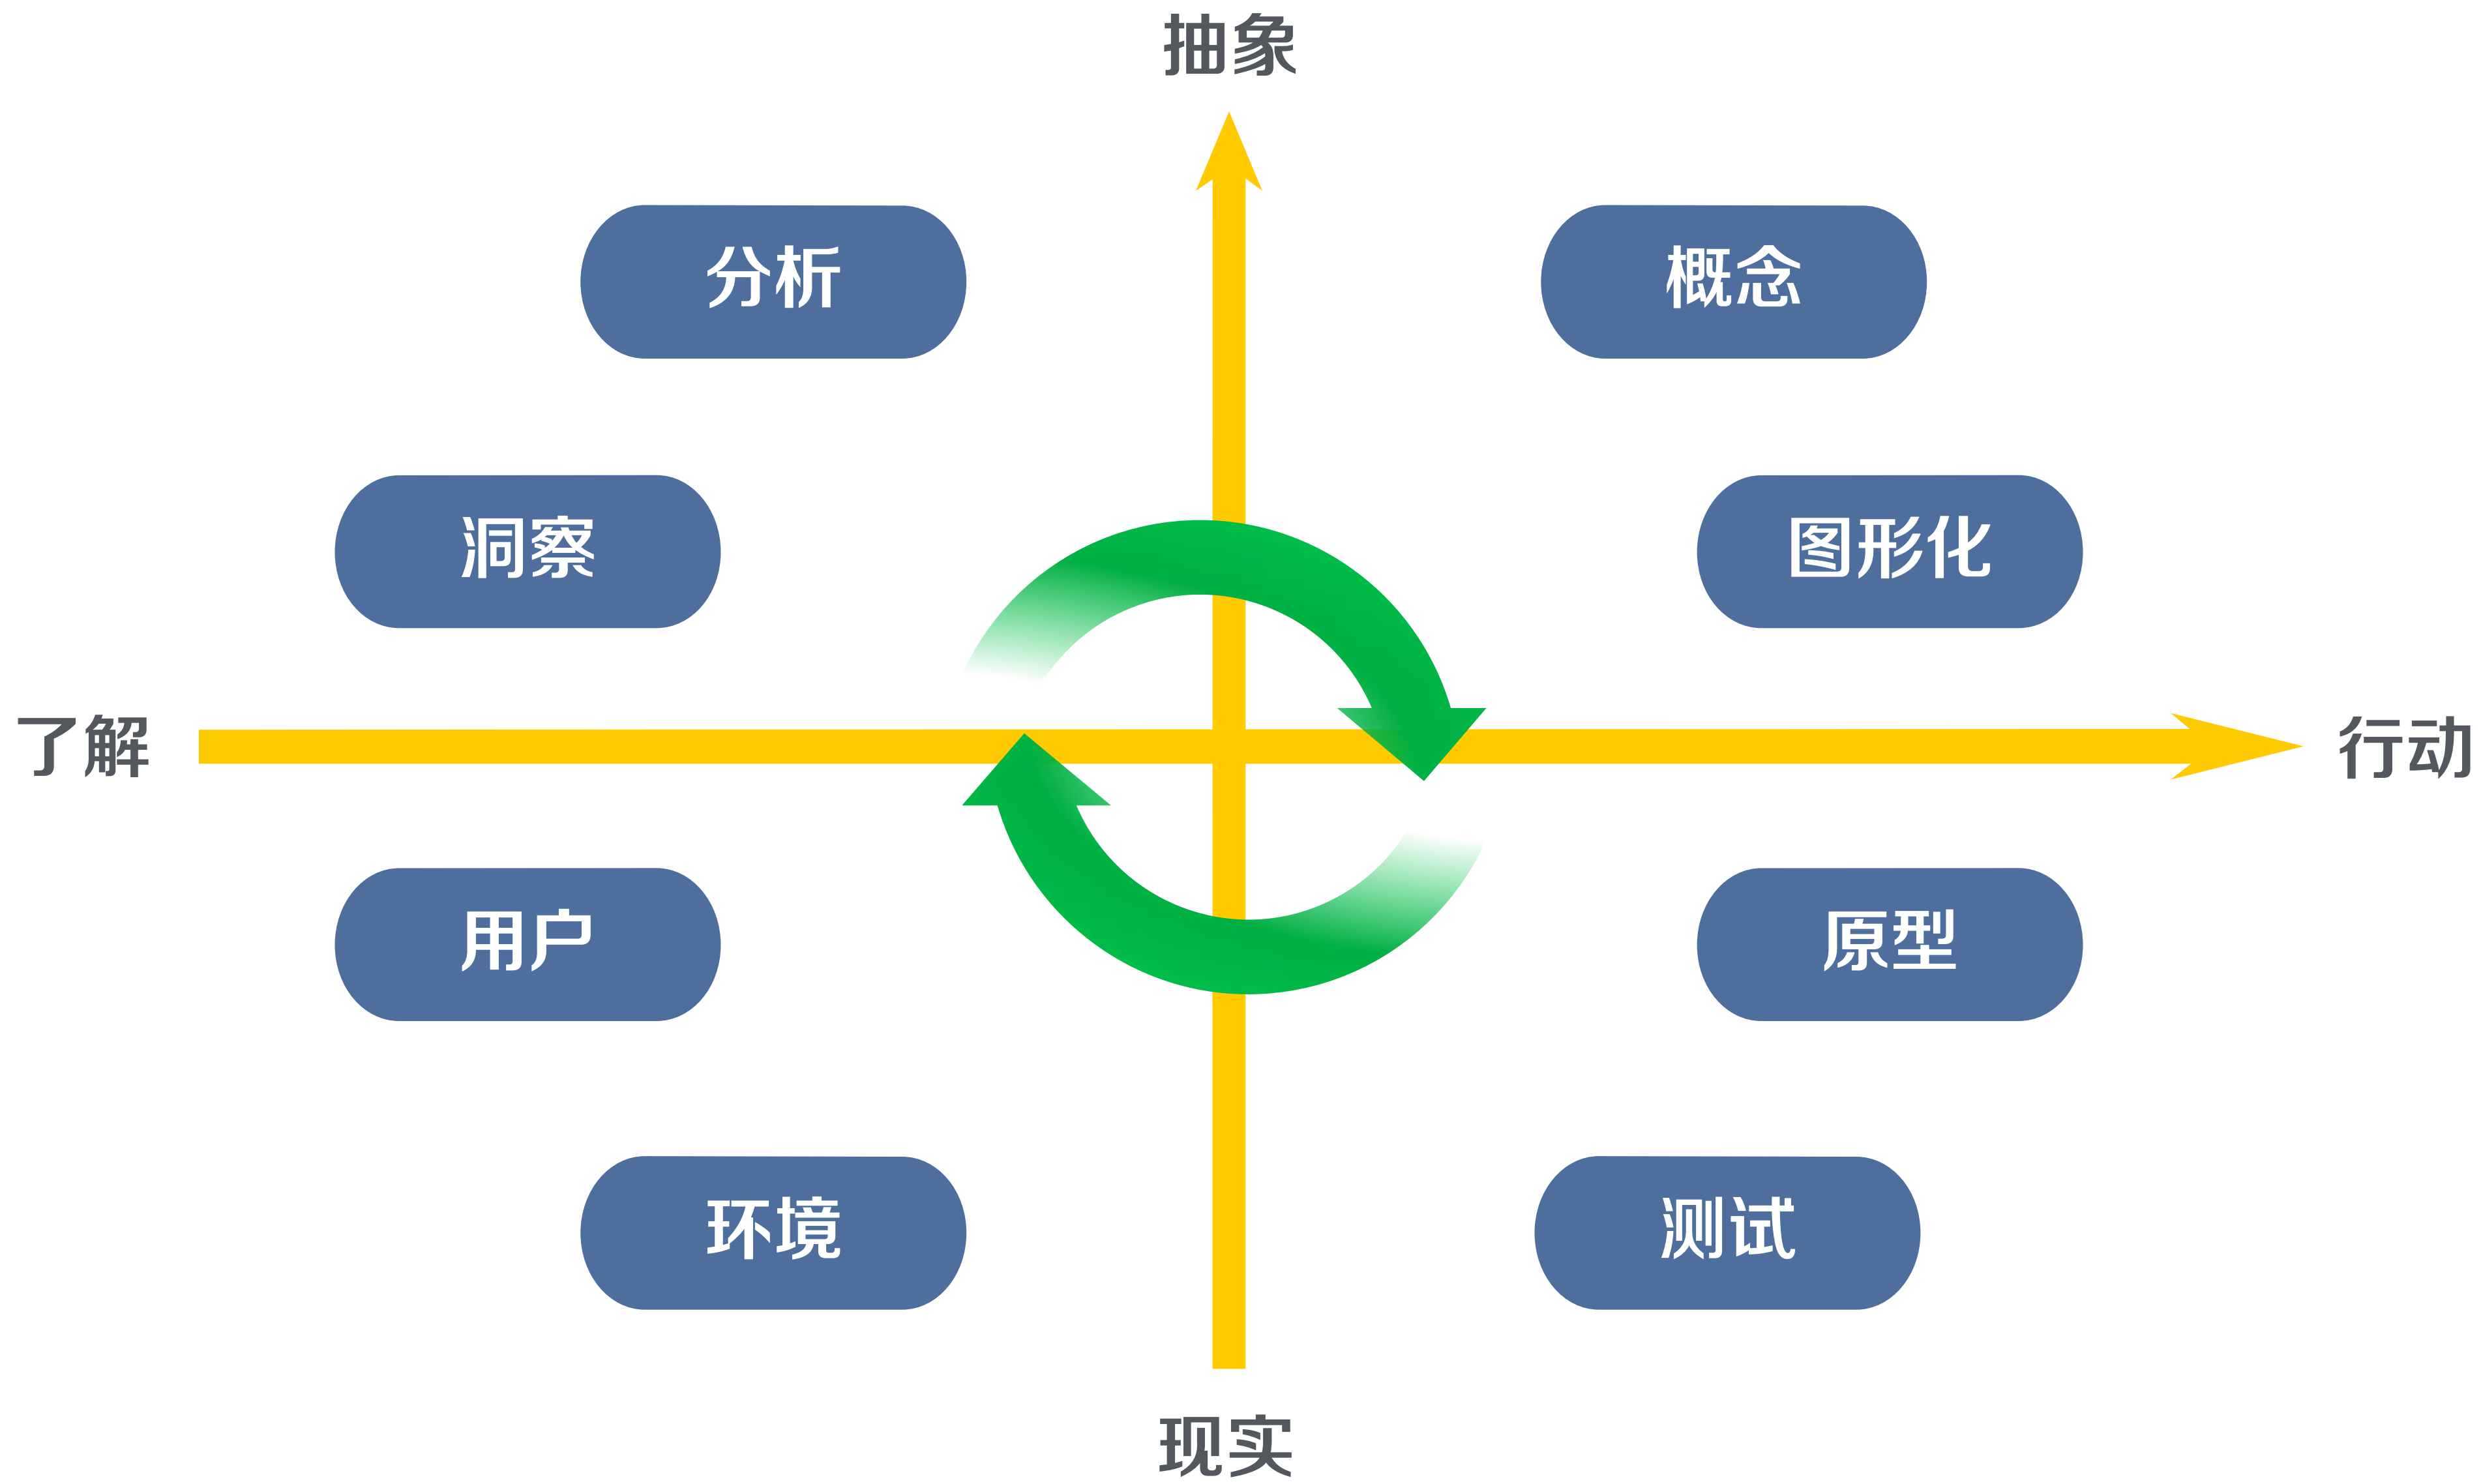 抽象
分析
概念
洞察
图形化
了解
行动
用户
原型
环境
测试
现实